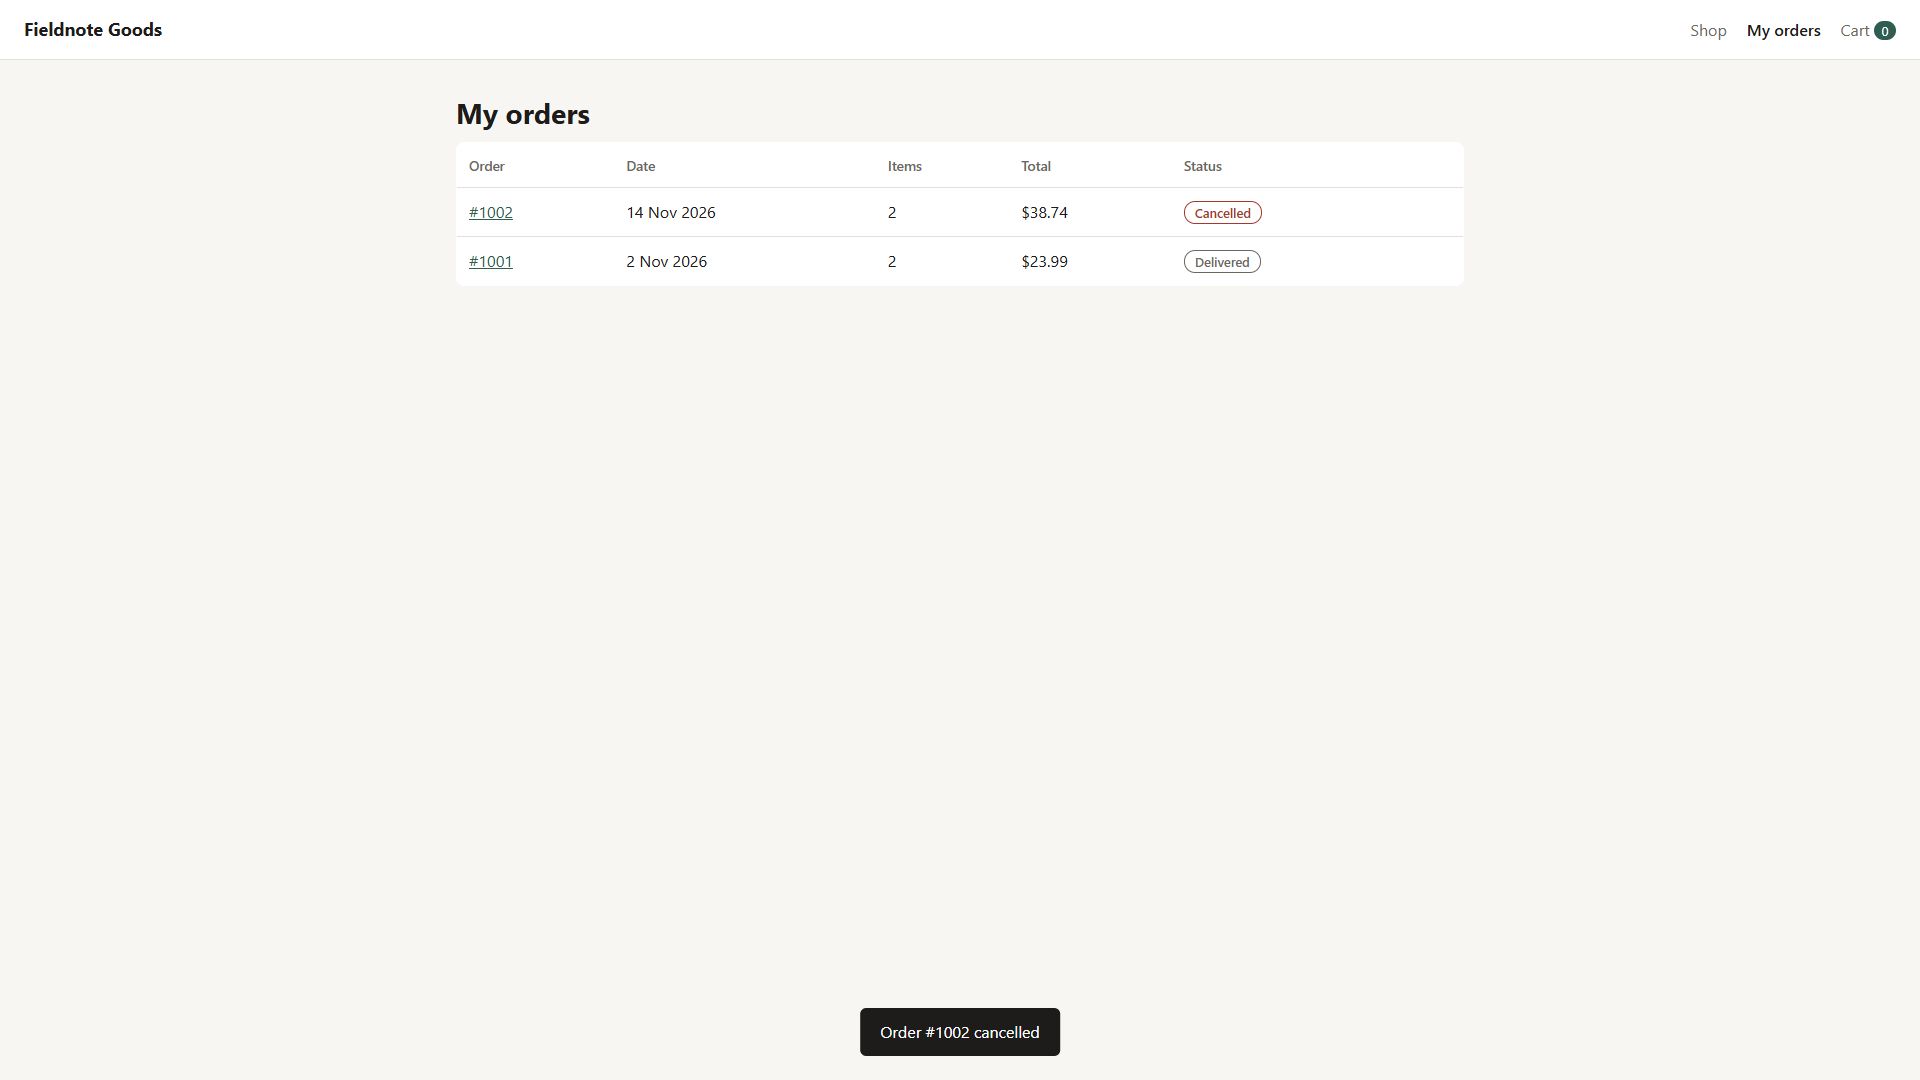 Fieldnote Goods Shop My orders Cart 0
My orders
Order Date Items Total Status
#1002 14 Nov 2026 2 $38.74 Cancelled
#1001 2 Nov 2026 2 $23.99 Delivered
Order #1002 cancelled